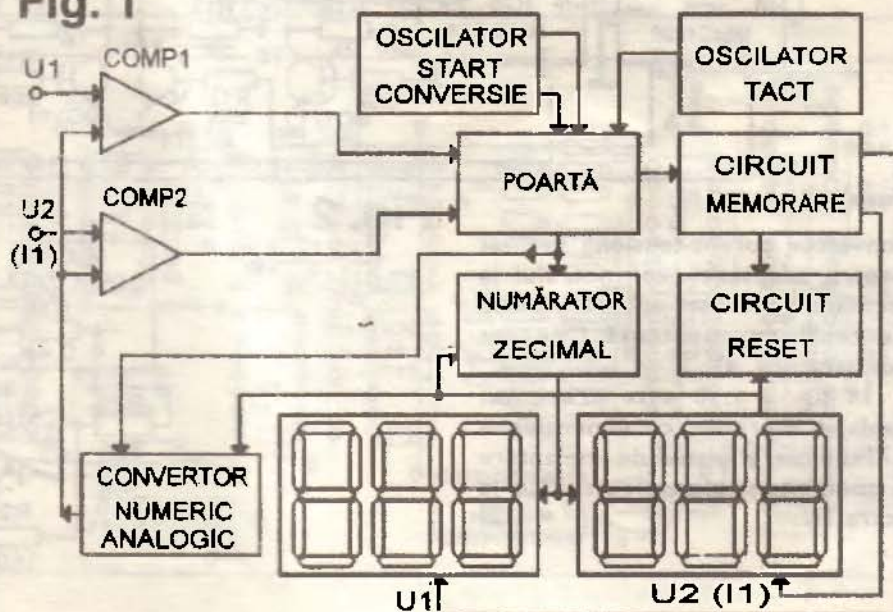 Fig. 1
U1
COMP1
OSCILATOR
START
CONVERSIE
OSCILATOR
TACT
POARTĂ
CIRCUIT
MEMORARE
U2
(I1)
COMP2
NUMĂRATOR
ZECIMAL
CIRCUIT
RESET
CONVERTOR
NUMERIC
ANALOGIC
U1
U2 (I1)